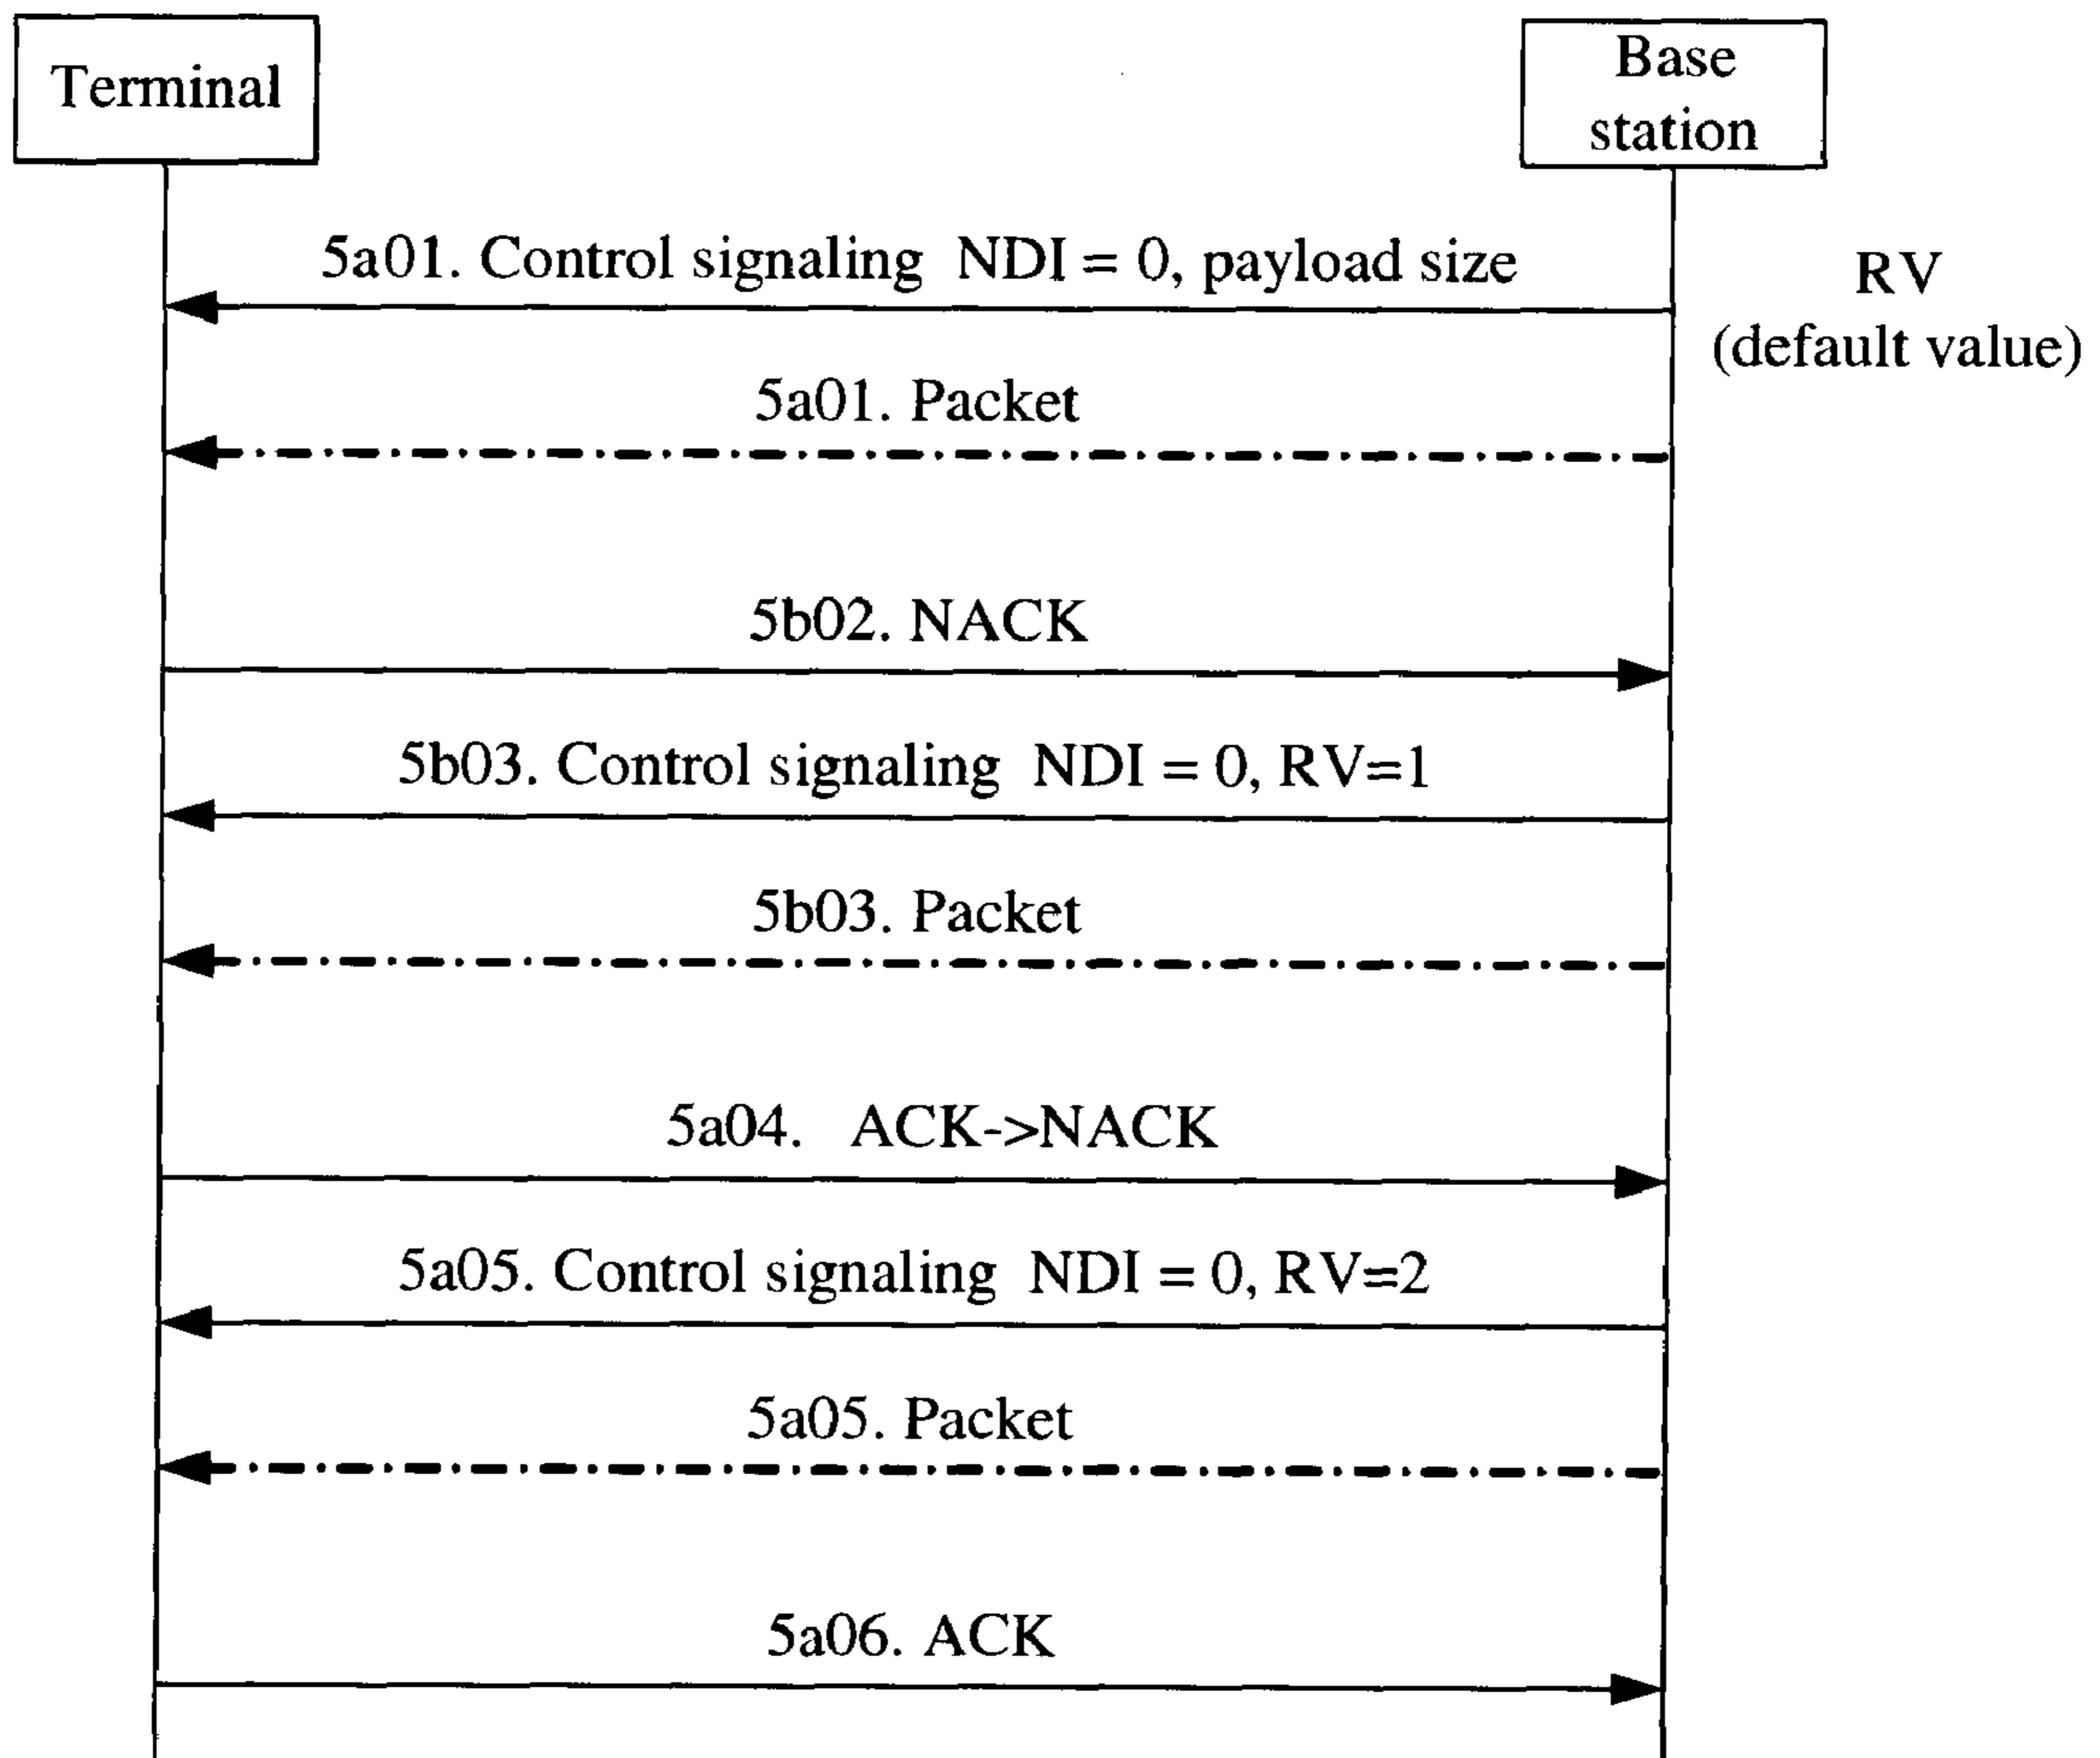 Terminal
Base
station
5a01. Control signaling NDI = 0, payload size
RV
(default value)
5a01. Packet
5b02. NACK
5b03. Control signaling NDI = 0, RV=1
5b03. Packet
5a04. ACK->NACK
5a05. Control signaling NDI = 0, RV=2
5a05. Packet
5a06. ACK